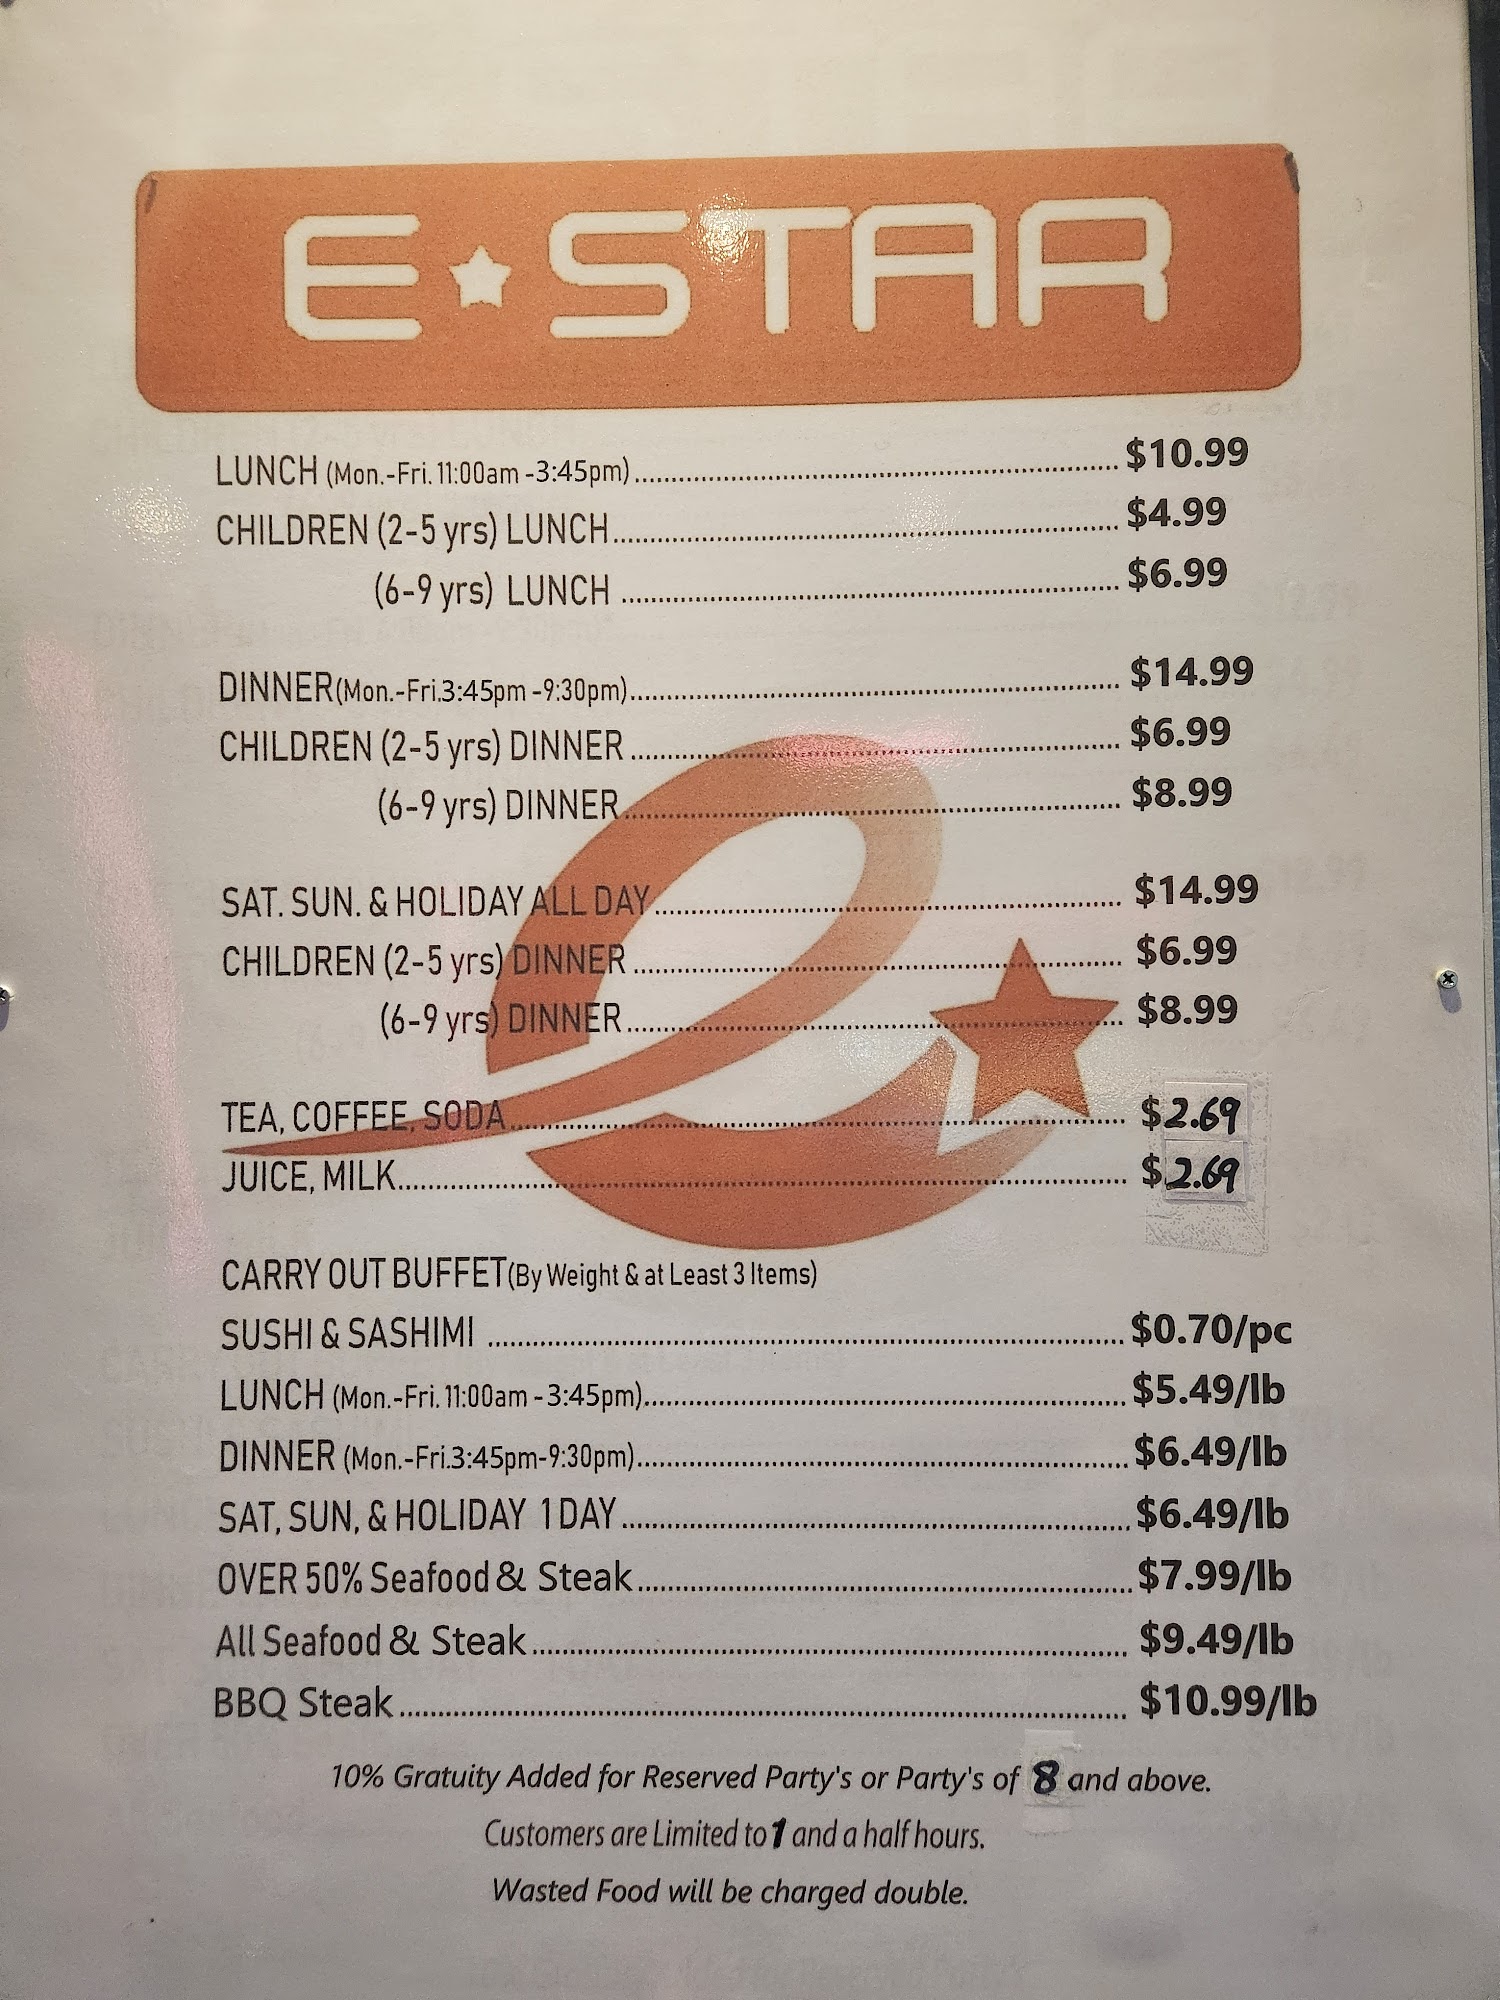 E★STAR
LUNCH (Mon.-Fri. 11:00am -3:45pm)........ $10.99
CHILDREN (2-5 yrs) LUNCH........ $4.99
(6-9 yrs) LUNCH ........ $6.99
DINNER(Mon.-Fri.3:45pm -9:30pm)........ $14.99
CHILDREN (2-5 yrs) DINNER ........ $6.99
(6-9 yrs) DINNER........ $8.99
SAT. SUN. & HOLIDAY ALL DAY........ $14.99
CHILDREN (2-5 yrs) DINNER ........ $6.99
(6-9 yrs) DINNER........ $8.99
TEA, COFFEE, SODA........ $2.69
JUICE, MILK........ $2.69
CARRY OUT BUFFET(By Weight & at Least 3 Items)
SUSHI & SASHIMI ........ $0.70/pc
LUNCH (Mon.-Fri. 11:00am -3:45pm)........ $5.49/lb
DINNER (Mon.-Fri.3:45pm-9:30pm)........ $6.49/lb
SAT, SUN, & HOLIDAY 1 DAY........ $6.49/lb
OVER 50% Seafood & Steak........ $7.99/lb
All Seafood & Steak........ $9.49/lb
BBQ Steak........ $10.99/lb
10% Gratuity Added for Reserved Party's or Party's of 8 and above.
Customers are Limited to 1 and a half hours.
Wasted Food will be charged double.